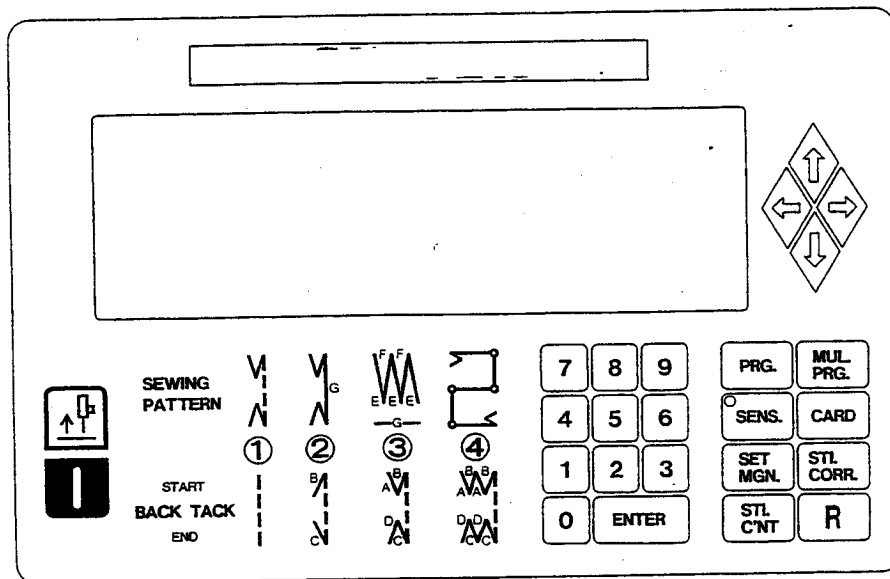 F F
G
E E E
G
SEWING
PATTERN
① ② ③ ④
START
BACK TACK
END
B
C
A B
D C
A B A B
D C D C
7 8 9
4 5 6
1 2 3
0 ENTER
PRG. MUL. PRG.
SENS. CARD
SET MGN. STI. CORR.
STI. C'NT R